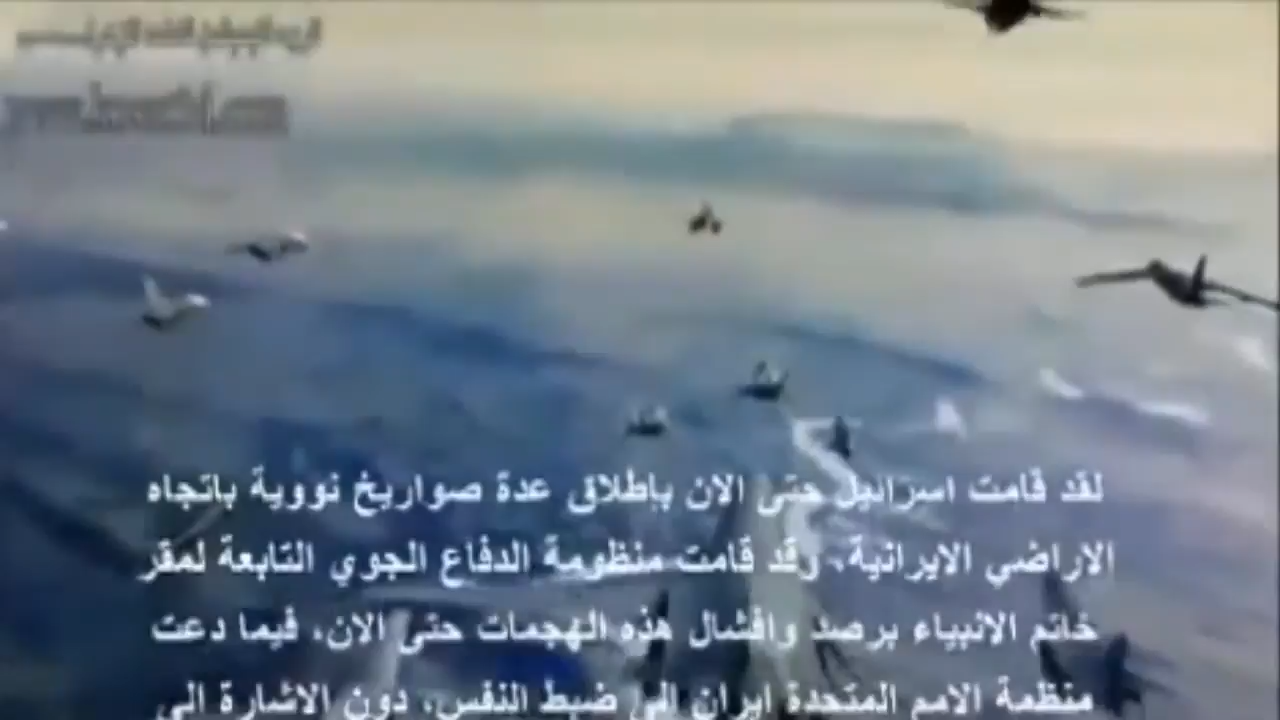 لقد قامت اسرائيل حتى الان بإطلاق عدة صواريخ نووية باتجاه
الاراضي الايرانية، وقد قامت منظومة الدفاع الجوي التابعة لمقر
خاتم الانبياء برصد وافشال هذه الهجمات حتى الان، فيما دعت
منظمة الامم المتحدة ايران الى ضبط النفس، دون الاشارة الى